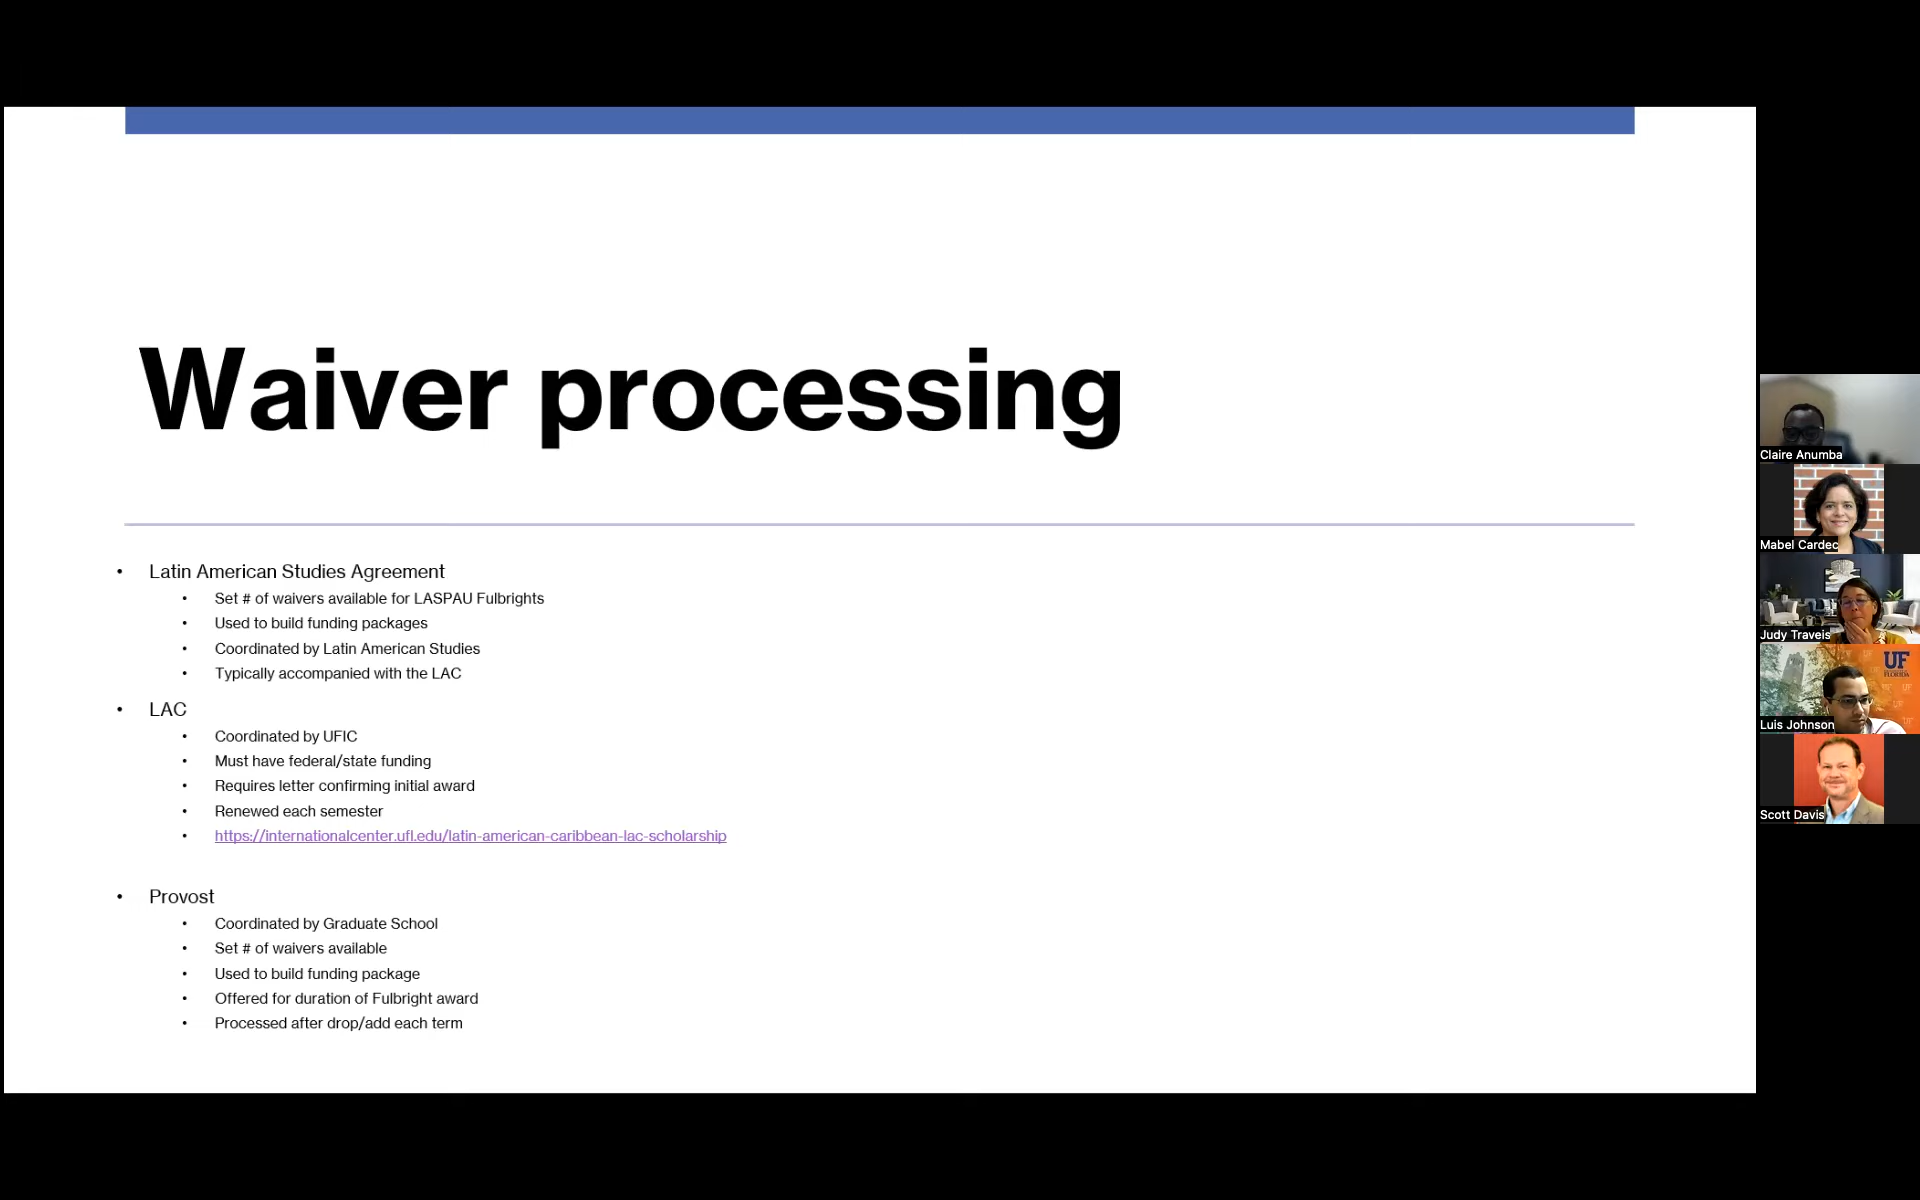 Waiver processing
• Latin American Studies Agreement
• Set # of waivers available for LASPAU Fulbrights
• Used to build funding packages
• Coordinated by Latin American Studies
• Typically accompanied with the LAC
• LAC
• Coordinated by UFIC
• Must have federal/state funding
• Requires letter confirming initial award
• Renewed each semester
• https://internationalcenter.ufl.edu/latin-american-caribbean-lac-scholarship
• Provost
• Coordinated by Graduate School
• Set # of waivers available
• Used to build funding package
• Offered for duration of Fulbright award
• Processed after drop/add each term
Claire Anumba
Mabel Cardec
Judy Traveis
UF
FLORIDA
Luis Johnson
Scott Davis